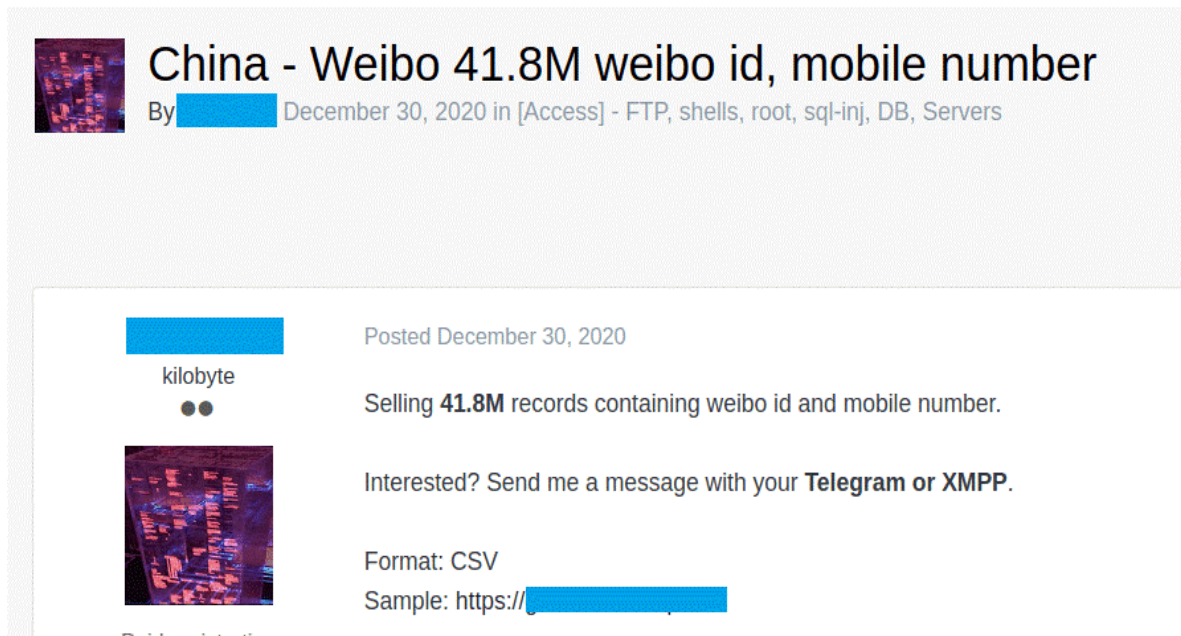 China - Weibo 41.8M weibo id, mobile number
By December 30, 2020 in [Access] - FTP, shells, root, sql-inj, DB, Servers
kilobyte
Posted December 30, 2020
Selling 41.8M records containing weibo id and mobile number.
Interested? Send me a message with your Telegram or XMPP.
Format: CSV
Sample: https://